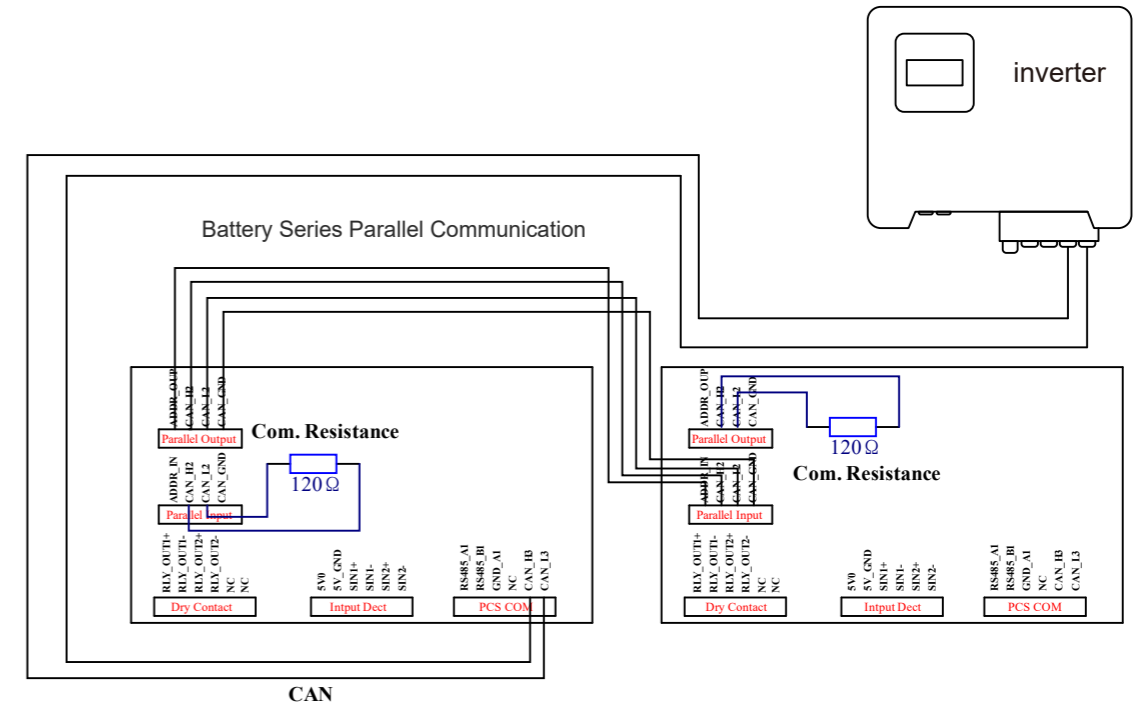 inverter
Battery Series Parallel Communication
ADDR_OUP
CAN_H2
CAN_L2
CAN_GND
Parallel Output
Com. Resistance
ADDR_IN
CAN_H2
CAN_L2
CAN_GND
120Ω
Parallel Input
RLY_OUT1+
RLY_OUT1-
RLY_OUT2+
RLY_OUT2-
NC
NC
Dry Contact
5V0
5V_GND
SIN1+
SIN1-
SIN2+
SIN2-
Intput Dect
RS485_A1
RS485_B1
GND_A1
NC
CAN_H3
CAN_L3
PCS COM
ADDR_OUP
CAN_H2
CAN_L2
CAN_GND
Parallel Output
120Ω
Com. Resistance
ADDR_IN
CAN_H2
CAN_L2
CAN_GND
Parallel Input
RLY_OUT1+
RLY_OUT1-
RLY_OUT2+
RLY_OUT2-
NC
NC
Dry Contact
5V0
5V_GND
SIN1+
SIN1-
SIN2+
SIN2-
Intput Dect
RS485_A1
RS485_B1
GND_A1
NC
CAN_H3
CAN_L3
PCS COM
CAN